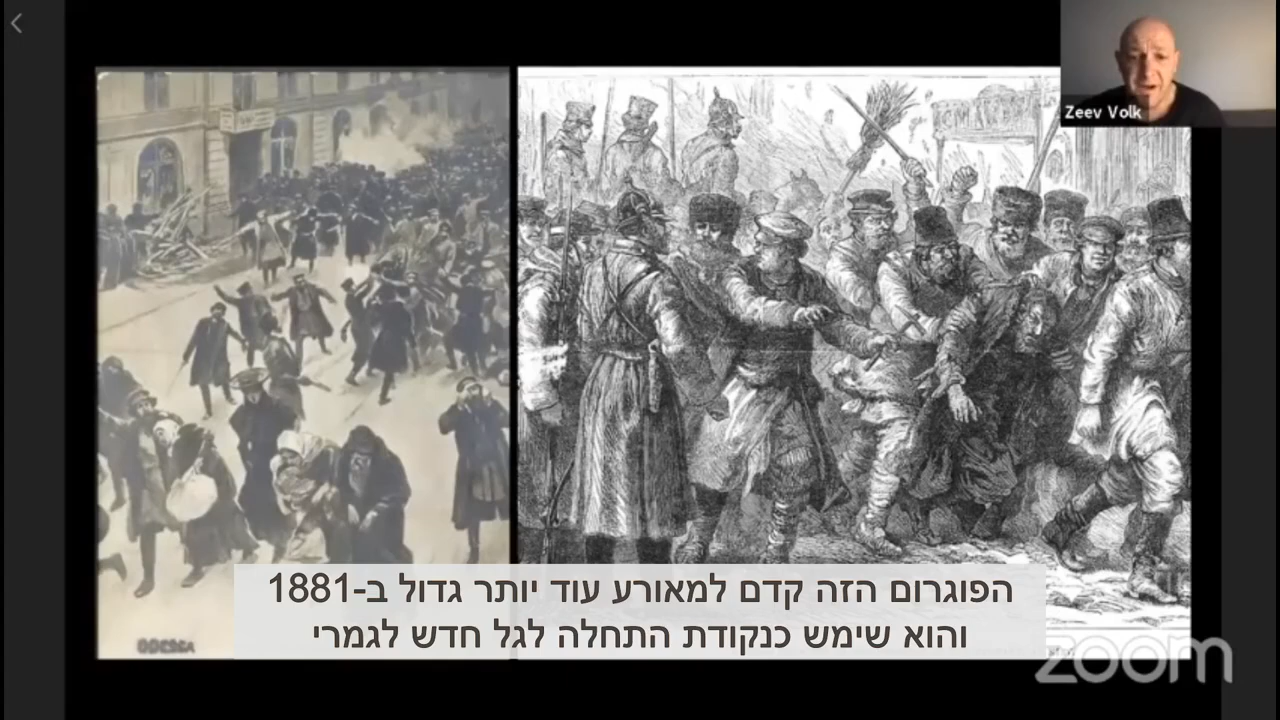 Zeev Volk
ODESSA
הפוגרום הזה קדם למאורע עוד יותר גדול ב-1881
והוא שימש כנקודת התחלה לגל חדש לגמרי
zoom